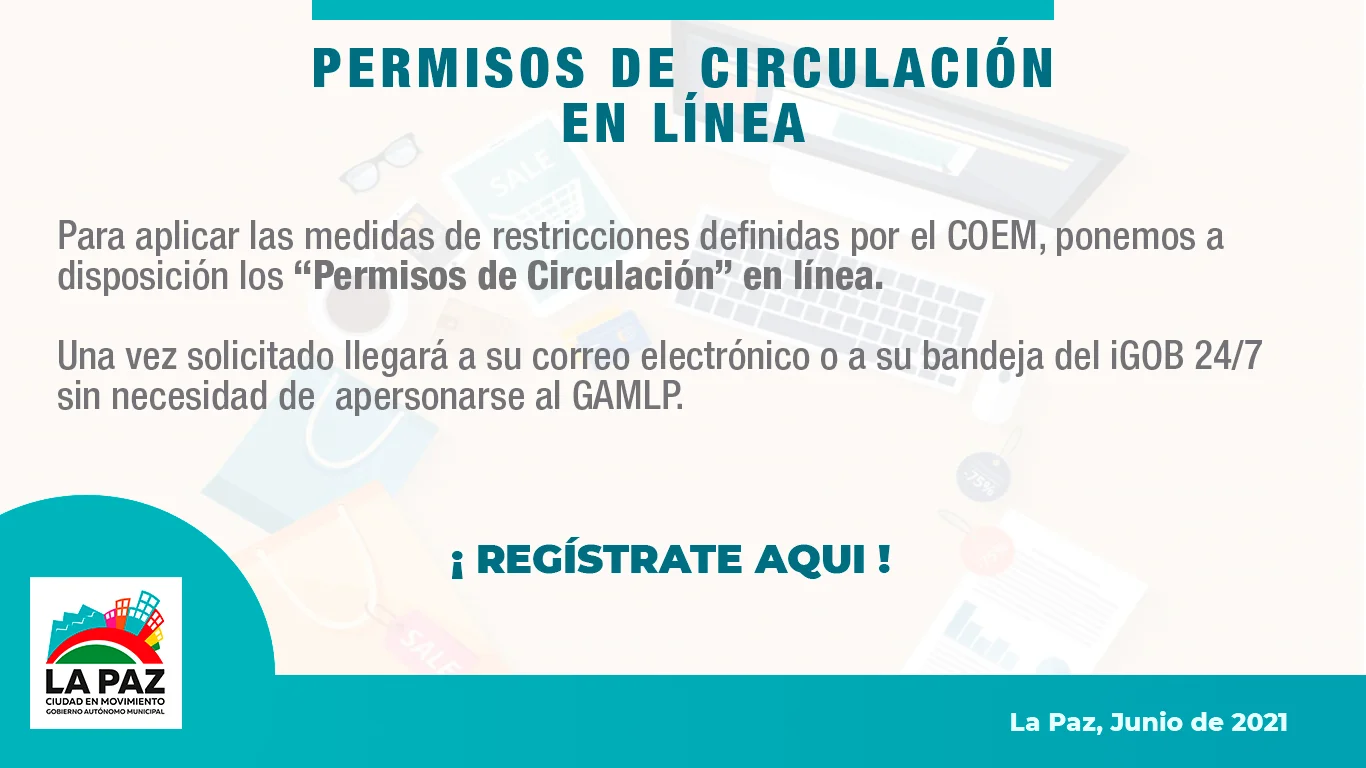 PERMISOS DE CIRCULACIÓN
EN LÍNEA
SALE
Para aplicar las medidas de restricciones definidas por el COEM, ponemos a
disposición los “Permisos de Circulación” en línea.
Una vez solicitado llegará a su correo electrónico o a su bandeja del iGOB 24/7
sin necesidad de  apersonarse al GAMLP.
-75%
¡ REGÍSTRATE AQUI !
SALE
LA PAZ
CIUDAD EN MOVIMIENTO
GOBIERNO AUTÓNOMO MUNICIPAL
La Paz, Junio de 2021